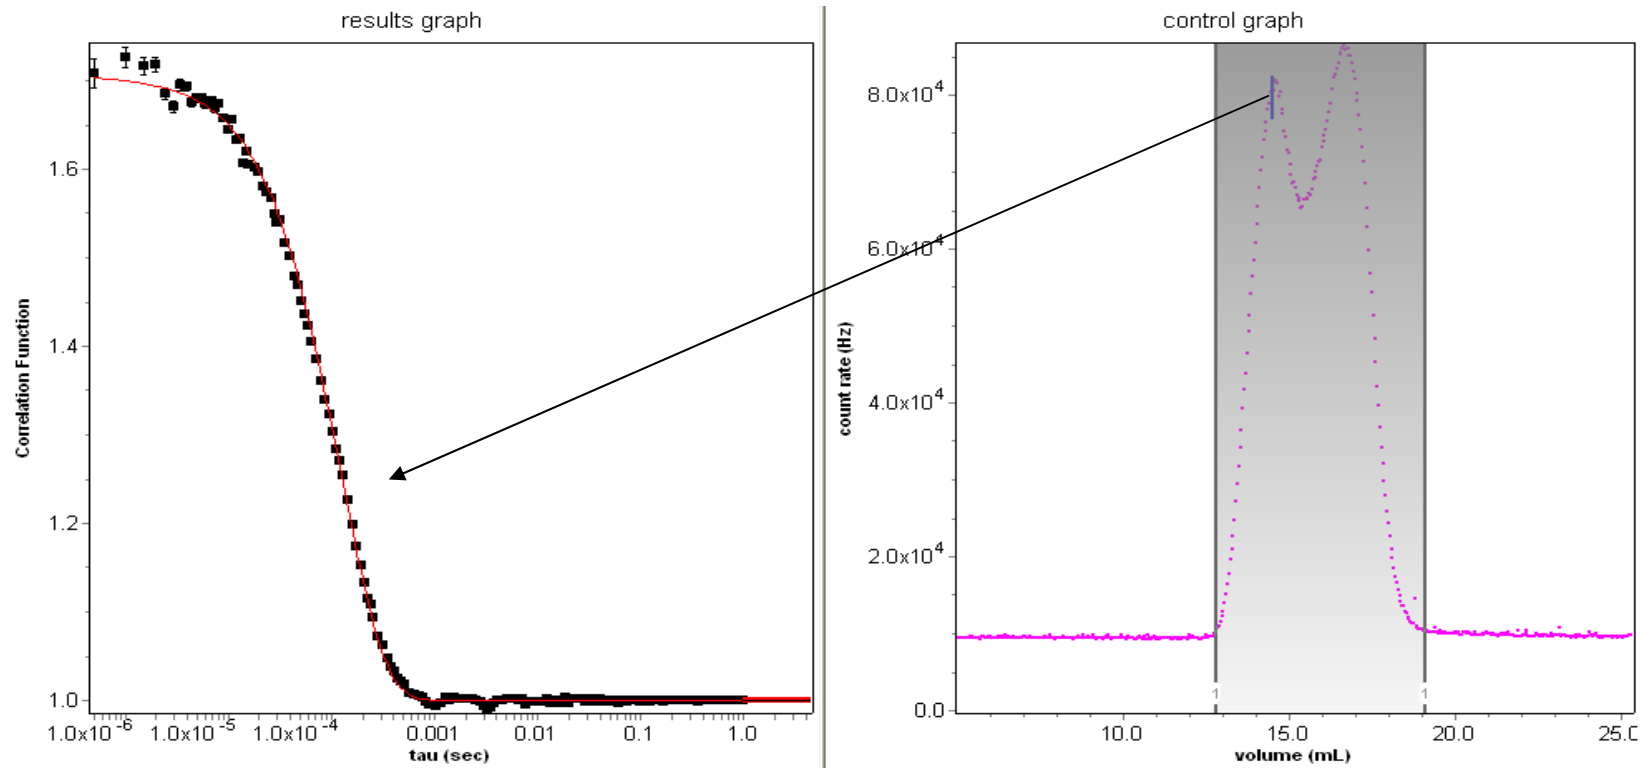 results graph
Correlation Function
1.6
1.4
1.2
1.0
1.0x10⁻⁶ 1.0x10⁻⁵ 1.0x10⁻⁴ 0.001 0.01 0.1 1.0
tau (sec)
control graph
count rate (Hz)
8.0x10⁴
6.0x10⁴
4.0x10⁴
2.0x10⁴
0.0
1 1
10.0 15.0 20.0 25.0
volume (mL)